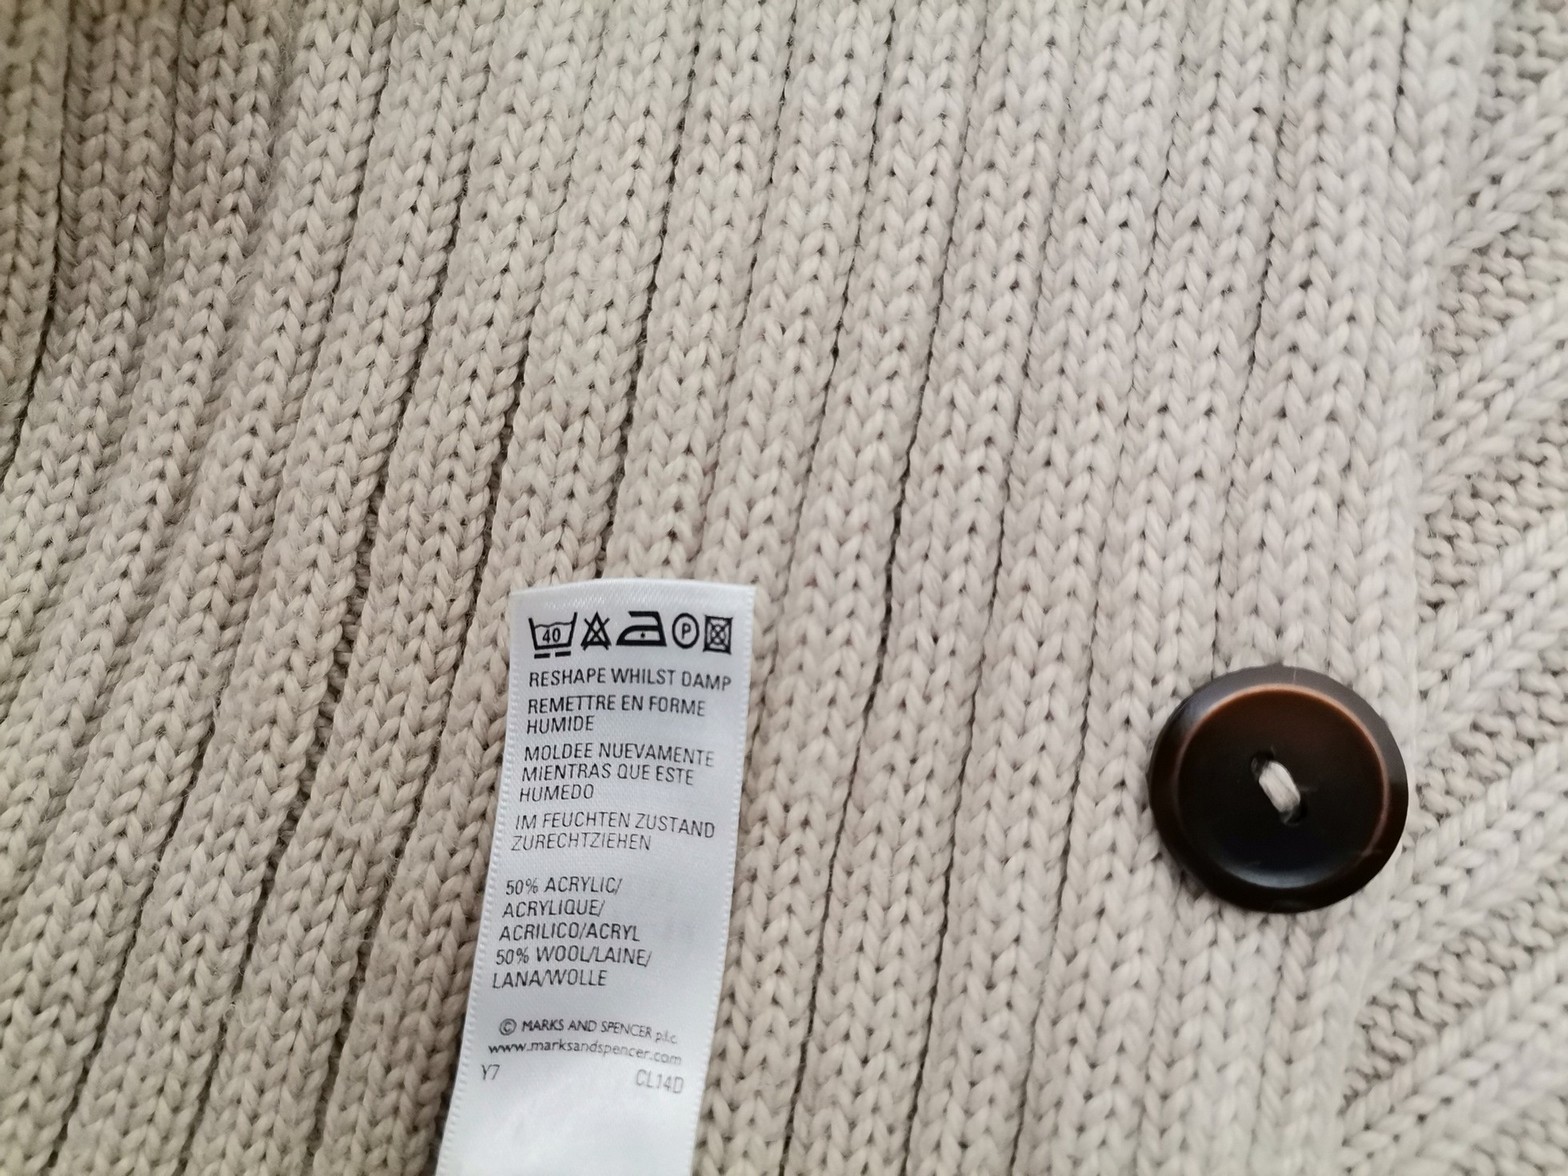 40 P
RESHAPE WHILST DAMP
REMETTRE EN FORME
HUMIDE
MOLDEE NUEVAMENTE
MIENTRAS QUE ESTE
HUMEDO
IM FEUCHTEN ZUSTAND
ZURECHTZIEHEN
50% ACRYLIC/
ACRYLIQUE/
ACRILICO/ACRYL
50% WOOL/LAINE/
LANA/WOLLE
© MARKS AND SPENCER p.l.c.
www.marksandspencer.com
Y7 CL14D